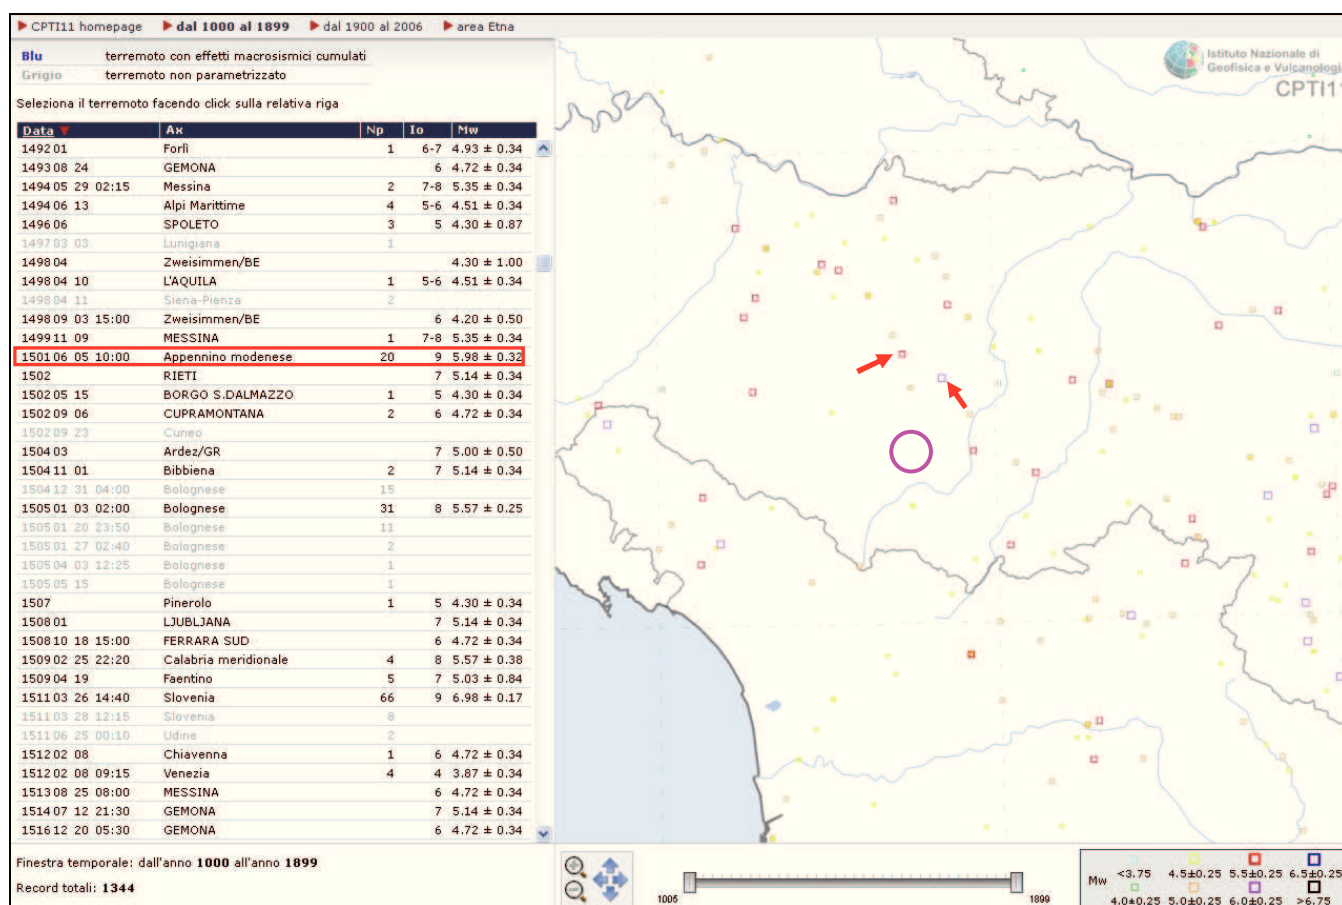 CPTI11 homepage dal 1000 al 1899 dal 1900 al 2006 area Etna
Blu terremoto con effetti macrosismici cumulati
Grigio terremoto non parametrizzato
Seleziona il terremoto facendo click sulla relativa riga
Data Ax Np Io Mw
1492 01 Forlì 1 6-7 4.93 ± 0.34
1493 08 24 GEMONA 6 4.72 ± 0.34
1494 05 29 02:15 Messina 2 7-8 5.35 ± 0.34
1494 06 13 Alpi Marittime 4 5-6 4.51 ± 0.34
1496 06 SPOLETO 3 5 4.30 ± 0.87
1497 03 03 Lunigiana 1
1498 04 Zweisimmen/BE 4.30 ± 1.00
1498 04 10 L'AQUILA 1 5-6 4.51 ± 0.34
1498 04 11 Siena-Pienza 2
1498 09 03 15:00 Zweisimmen/BE 6 4.20 ± 0.50
1499 11 09 MESSINA 1 7-8 5.35 ± 0.34
1501 06 05 10:00 Appennino modenese 20 9 5.98 ± 0.32
1502 RIETI 7 5.14 ± 0.34
1502 05 15 BORGO S.DALMAZZO 1 5 4.30 ± 0.34
1502 09 06 CUPRAMONTANA 2 6 4.72 ± 0.34
1502 09 23 Cuneo
1504 03 Ardez/GR 7 5.00 ± 0.50
1504 11 01 Bibbiena 2 7 5.14 ± 0.34
1504 12 31 04:00 Bolognese 15
1505 01 03 02:00 Bolognese 31 8 5.57 ± 0.25
1505 01 20 23:50 Bolognese 11
1505 01 27 02:40 Bolognese 2
1505 04 03 12:25 Bolognese 1
1505 05 15 Bolognese 1
1507 Pinerolo 1 5 4.30 ± 0.34
1508 01 LJUBLJANA 7 5.14 ± 0.34
1508 10 18 15:00 FERRARA SUD 6 4.72 ± 0.34
1509 02 25 22:20 Calabria meridionale 4 8 5.57 ± 0.38
1509 04 19 Faentino 5 7 5.03 ± 0.84
1511 03 26 14:40 Slovenia 66 9 6.98 ± 0.17
1511 03 28 12:15 Slovenia 8
1511 06 25 00:10 Udine 2
1512 02 08 Chiavenna 1 6 4.72 ± 0.34
1512 02 08 09:15 Venezia 4 4 3.87 ± 0.34
1513 08 25 08:00 MESSINA 6 4.72 ± 0.34
1514 07 12 21:30 GEMONA 7 5.14 ± 0.34
1516 12 20 05:30 GEMONA 6 4.72 ± 0.34
Finestra temporale: dall'anno 1000 all'anno 1899
Record totali: 1344
Istituto Nazionale di
Geofisica e Vulcanologia
CPTI11
1005 1899
Mw <3.75 4.5±0.25 5.5±0.25 6.5±0.25
4.0±0.25 5.0±0.25 6.0±0.25 >6.75